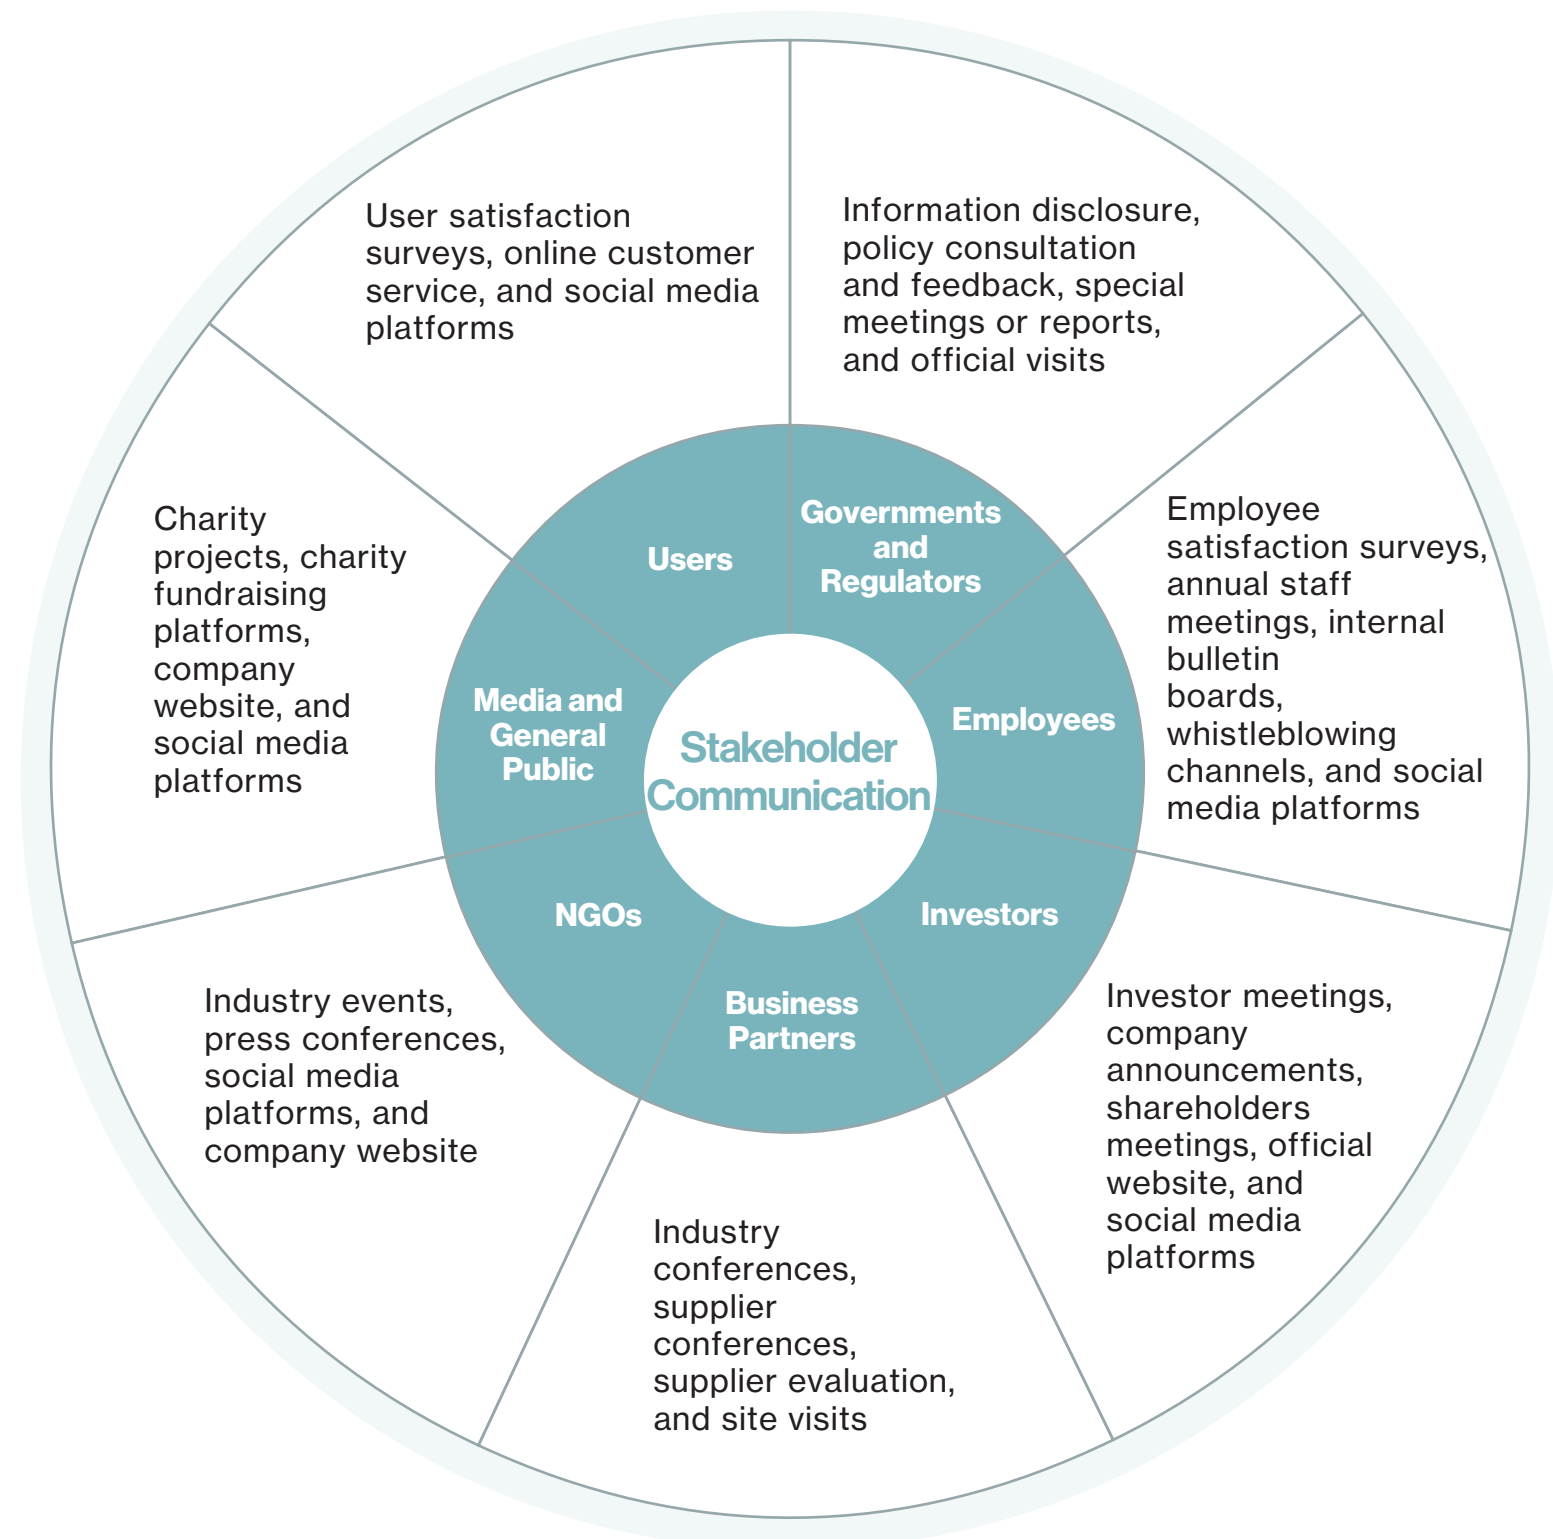 Stakeholder
Communication
Governments
and
Regulators
Information disclosure,
policy consultation
and feedback, special
meetings or reports,
and official visits
Employees
Employee
satisfaction surveys,
annual staff
meetings, internal
bulletin
boards,
whistleblowing
channels, and social
media platforms
Investors
Investor meetings,
company
announcements,
shareholders
meetings, official
website, and
social media
platforms
Business
Partners
Industry
conferences,
supplier
conferences,
supplier evaluation,
and site visits
NGOs
Industry events,
press conferences,
social media
platforms, and
company website
Media and
General
Public
Charity
projects, charity
fundraising
platforms,
company
website, and
social media
platforms
Users
User satisfaction
surveys, online customer
service, and social media
platforms